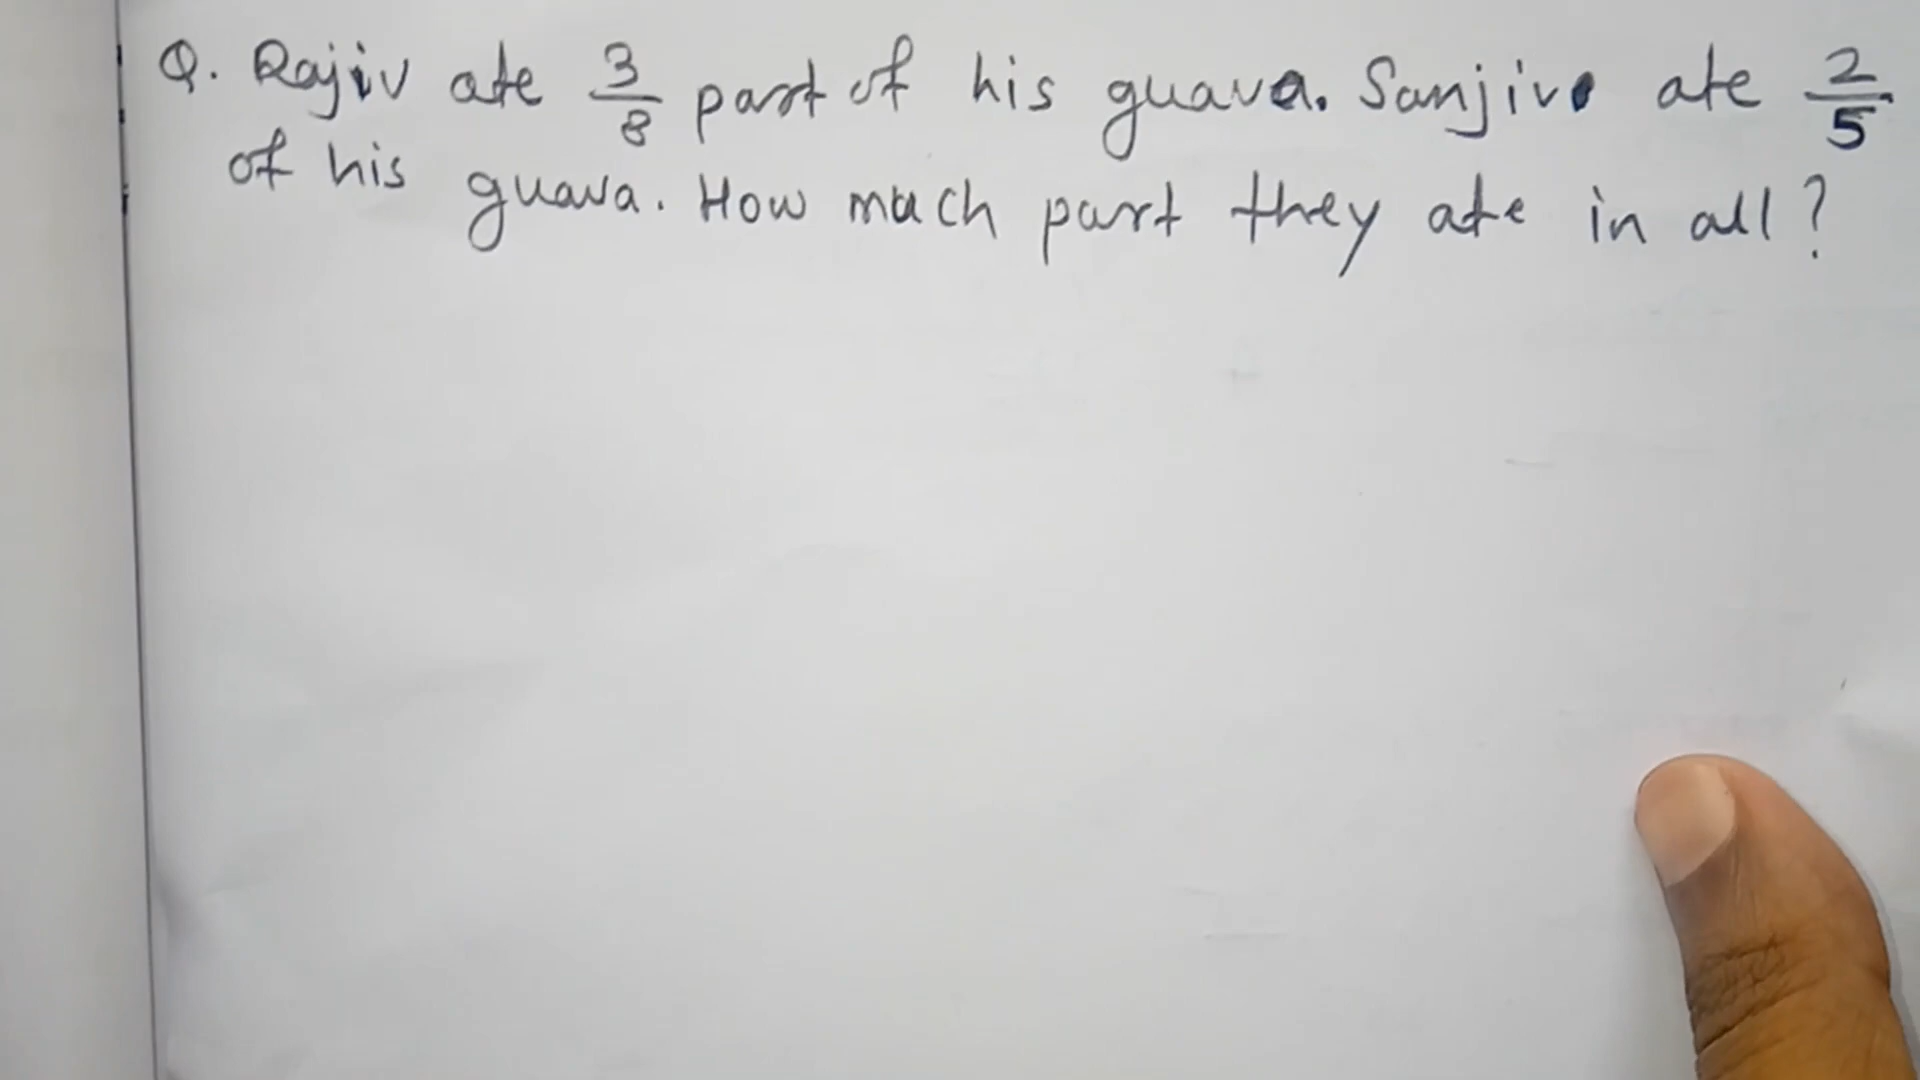 Q. Rajiv ate 3/8 part of his guava. Sanjiv ate 2/5
of his guava. How much part they ate in all?